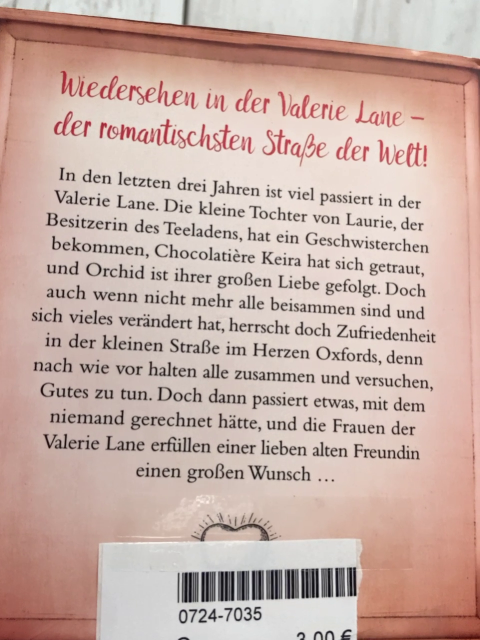 Wiedersehen in der Valerie Lane –
der romantischsten Straße der Welt!
In den letzten drei Jahren ist viel passiert in der
Valerie Lane. Die kleine Tochter von Laurie, der
Besitzerin des Teeladens, hat ein Geschwisterchen
bekommen, Chocolatière Keira hat sich getraut,
und Orchid ist ihrer großen Liebe gefolgt. Doch
auch wenn nicht mehr alle beisammen sind und
sich vieles verändert hat, herrscht doch Zufriedenheit
in der kleinen Straße im Herzen Oxfords, denn
nach wie vor halten alle zusammen und versuchen,
Gutes zu tun. Doch dann passiert etwas, mit dem
niemand gerechnet hätte, und die Frauen der
Valerie Lane erfüllen einer lieben alten Freundin
einen großen Wunsch …
0724-7035
3,00 €